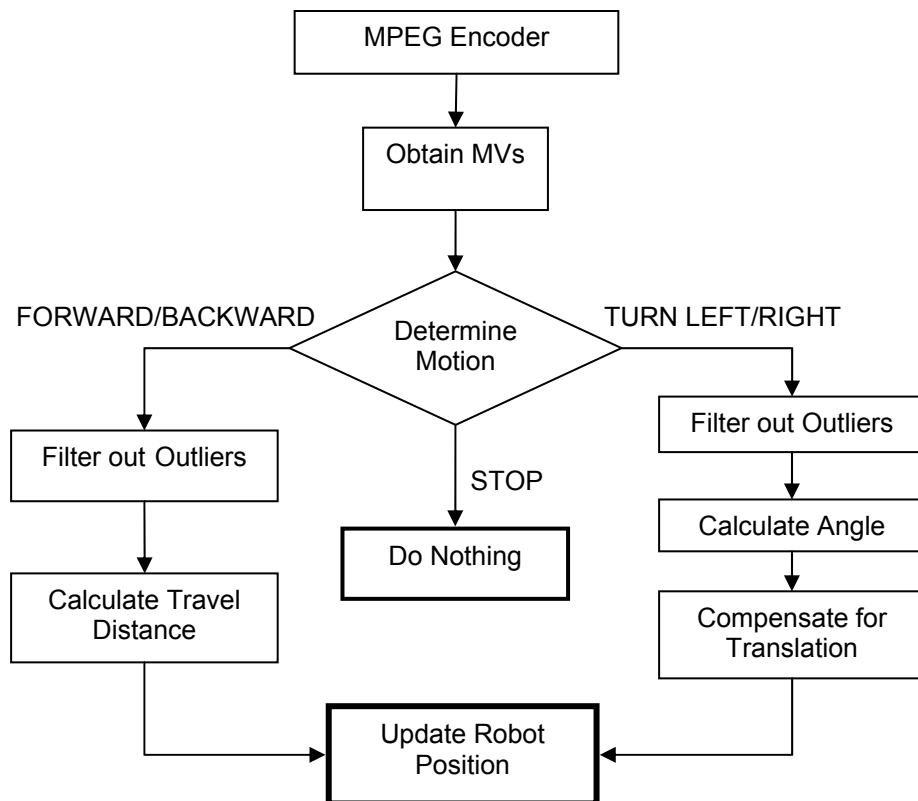 MPEG Encoder
Obtain MVs
FORWARD/BACKWARD
TURN LEFT/RIGHT
Determine
Motion
Filter out Outliers
Filter out Outliers
STOP
Calculate Angle
Do Nothing
Calculate Travel
Distance
Compensate for
Translation
Update Robot
Position